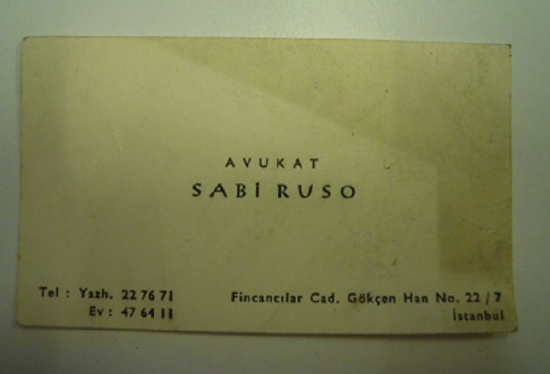 AVUKAT
SABİ RUSO
Tel : Yazh. 22 76 71
Ev : 47 64 11
Fincancılar Cad. Gökçen Han No. 22 / 7
İstanbul